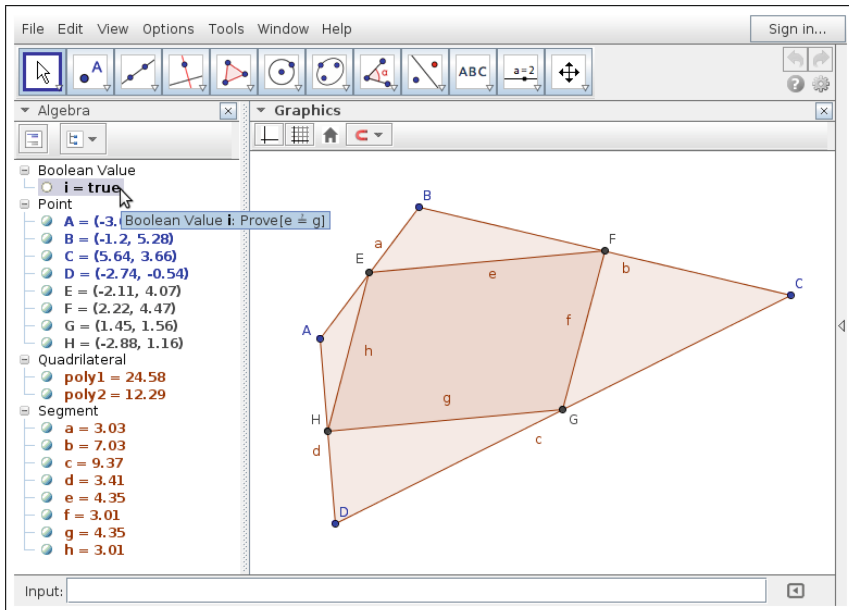 File Edit View Options Tools Window Help
Sign in...
A
α
ABC
a=2
Algebra
Graphics
Boolean Value
i = true
Point
A = (-3.
Boolean Value i: Prove[e ≟ g]
B = (-1.2, 5.28)
C = (5.64, 3.66)
D = (-2.74, -0.54)
E = (-2.11, 4.07)
F = (2.22, 4.47)
G = (1.45, 1.56)
H = (-2.88, 1.16)
Quadrilateral
poly1 = 24.58
poly2 = 12.29
Segment
a = 3.03
b = 7.03
c = 9.37
d = 3.41
e = 4.35
f = 3.01
g = 4.35
h = 3.01
B
a
F
E
e
b
C
A
f
h
g
H
G
d
c
D
Input: